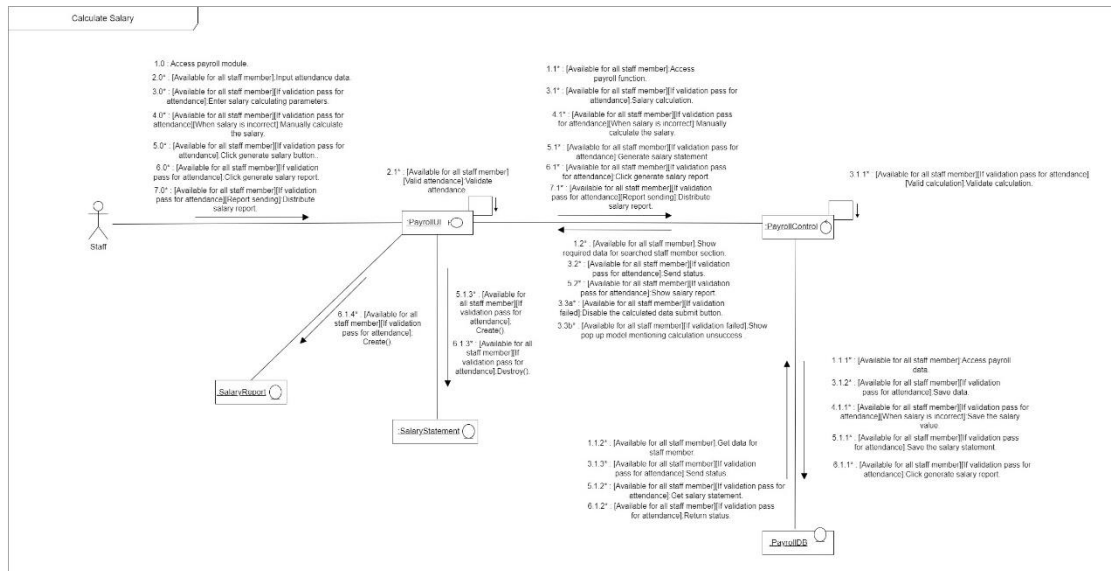 Calculate Salary
1.0 : Access payroll module.
2.0* : [Available for all staff member].Input attendance data.
3.0* : [Available for all staff member][If validation pass for
attendance].Enter salary calculating parameters.
4.0* : [Available for all staff member][If validation pass for
attendance][When salary is incorrect].Manually calculate
the salary.
5.0* : [Available for all staff member][If validation pass for
attendance].Click generate salary button.
6.0* : [Available for all staff member][If validation
pass for attendance].Click generate salary report.
7.0* : [Available for all staff member][If validation
pass for attendance][Report sending].Distribute
salary report.
Staff
2.1* : [Available for all staff member]
[Valid attendance].Validate
attendance
:PayrollUI
1.1* : [Available for all staff member].Access
payroll function.
3.1* : [Available for all staff member][If validation pass for
attendance].Salary calculation.
4.1* : [Available for all staff member][If validation pass
for attendance][When salary is incorrect].Manually
calculate the salary.
5.1* : [Available for all staff member][If validation pass
for attendance].Generate salary statement
6.1* : [Available for all staff member][If validation pass
for attendance].Click generate salary report.
7.1* : [Available for all staff member][If validation
pass for attendance][Report sending].Distribute
salary report.
3.1.1* : [Available for all staff member][If validation pass for attendance]
[Valid calculation].Validate calculation.
:PayrollControl
1.2* : [Available for all staff member].Show
required data for searched staff member section.
3.2* : [Available for all staff member][If validation
pass for attendance].Send status.
5.2* : [Available for all staff member][If validation
pass for attendance].Show salary report.
3.3a* : [Available for all staff member][If validation
failed].Disable the calculated data submit button.
3.3b* : [Available for all staff member][If validation failed].Show
pop up model mentioning calculation unsuccess
6.1.4* : [Available for all
staff member][If validation
pass for attendance].
Create()
5.1.3* : [Available for
all staff member][If
validation pass for
attendance].
Create().
6.1.3* : [Available for
all staff member][If
validation pass for
attendance].Destroy().
:SalaryReport
:SalaryStatement
1.1.1* : [Available for all staff member].Access payroll
data.
3.1.2* : [Available for all staff member][If validation
pass for attendance].Save data.
4.1.1* : [Available for all staff member][If validation pass for
attendance][When salary is incorrect].Save the salary
value.
5.1.1* : [Available for all staff member][If validation pass
for attendance].Save the salary statement
6.1.1* : [Available for all staff member][If validation pass for
attendance].Click generate salary report.
1.1.2* : [Available for all staff member].Get data for
staff member
3.1.3* : [Available for all staff member][If validation
pass for attendance].Send status
5.1.2* : [Available for all staff member][If validation pass for
attendance].Get salary statement.
6.1.2* : [Available for all staff member][If validation pass
for attendance].Return status.
:PayrollDB